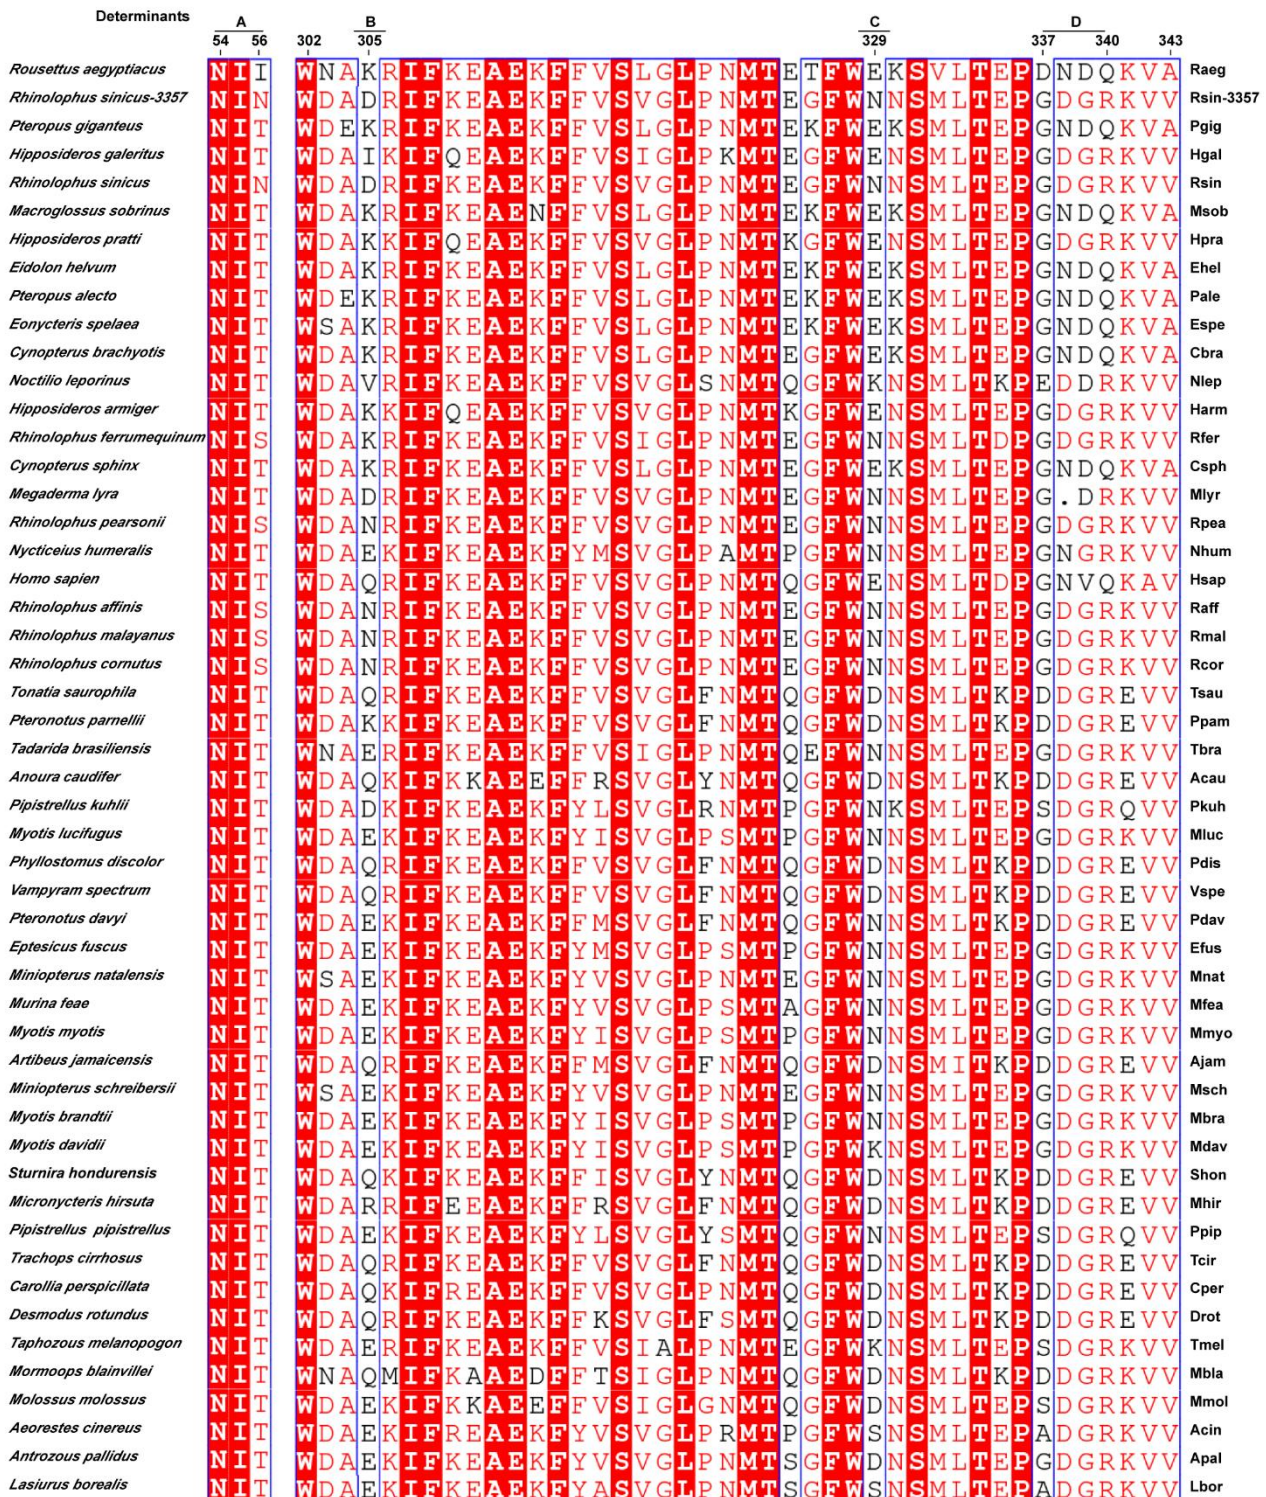 Determinants A B C D
54 56 302 305 329 337 340 343
Rousettus aegyptiacus NII WNAKRIFKEAEKFFVSLGLPNMTETFWEKSVLTEPDNDQKVA Raeg
Rhinolophus sinicus-3357 NIN WDADRIFKEAEKFFVSVGLPNMTEGFWNNSMLTEPGDGRKVV Rsin-3357
Pteropus giganteus NIT WDEKRIFKEAEKFFVSLGLPNMTEKFWEKSMLTEPGNDQKVA Pgig
Hipposideros galeritus NIT WDAIKIFQEAEKFFVSIGLPKMTEGFWENSMLTEPGDGRKVV Hgal
Rhinolophus sinicus NIN WDADRIFKEAEKFFVSVGLPNMTEGFWNNSMLTEPGDGRKVV Rsin
Macroglossus sobrinus NIT WDAKRIFKEAENFFVSLGLPNMTEKFWEKSMLTEPGNDQKVA Msob
Hipposideros pratti NIT WDAKKIFQEAEKFFVSVGLPNMTKGFWENSMLTEPGDGRKVV Hpra
Eidolon helvum NIT WDAKRIFKEAEKFFVSLGLPNMTEKFWEKSMLTEPGNDQKVA Ehel
Pteropus alecto NIT WDEKRIFKEAEKFFVSLGLPNMTEKFWEKSMLTEPGNDQKVA Pale
Eonycteris spelaea NIT WSAKRIFKEAEKFFVSLGLPNMTEKFWEKSMLTEPGNDQKVA Espe
Cynopterus brachyotis NIT WDAKRIFKEAEKFFVSLGLPNMTEGFWEKSMLTEPGNDQKVA Cbra
Noctilio leporinus NIT WDAVRIFKEAEKFFVSVGLSNMTQGFWKNSMLTKPEDDRKVV Nlep
Hipposideros armiger NIT WDAKKIFQEAEKFFVSVGLPNMTKGFWENSMLTEPGDGRKVV Harm
Rhinolophus ferrumequinum NIS WDAKRIFKEAEKFFVSIGLPNMTEGFWNNSMLTDPGDGRKVV Rfer
Cynopterus sphinx NIT WDAKRIFKEAEKFFVSLGLPNMTEGFWEKSMLTEPGNDQKVA Csph
Megaderma lyra NIT WDADRIFKEAEKFFVSVGLPNMTEGFWNNSMLTEPG.DRKVV Mlyr
Rhinolophus pearsonii NIS WDANRIFKEAEKFFVSVGLPNMTEGFWNNSMLTEPGDGRKVV Rpea
Nycticeius humeralis NIT WDAEKIFKEAEKFYMSVGLPAMTPGFWNNSMLTEPGNGRKVV Nhum
Homo sapien NIT WDAQRIFKEAEKFFVSVGLPNMTQGFWENSMLTDPGNVQKAV Hsap
Rhinolophus affinis NIS WDANRIFKEAEKFFVSVGLPNMTEGFWNNSMLTEPGDGRKVV Raff
Rhinolophus malayanus NIS WDANRIFKEAEKFFVSVGLPNMTEGFWNNSMLTEPGDGRKVV Rmal
Rhinolophus cornutus NIS WDANRIFKEAEKFFVSVGLPNMTEGFWNNSMLTEPGDGRKVV Rcor
Tonatia saurophila NIT WDAQRIFKEAEKFFVSVGLFNMTQGFWDNSMLTKPDDGREVV Tsau
Pteronotus parnellii NIT WDAKKIFKEAEKFFVSVGLFNMTQGFWDNSMLTKPDDGREVV Ppam
Tadarida brasiliensis NIT WNAERIFKEAEKFFVSIGLPNMTQEFWNNSMLTEPGDGRKVV Tbra
Anoura caudifer NIT WDAQKIFKKAEEFFRSVGLYNMTQGFWDNSMLTKPDDGREVV Acau
Pipistrellus kuhlii NIT WDADKIFKEAEKFYLSVGLRNMTPGFWNKSMLTEPSDGRQVV Pkuh
Myotis lucifugus NIT WDAEKIFKEAEKFYISVGLPSMTPGFWNNSMLTEPGDGRKVV Mluc
Phyllostomus discolor NIT WDAQRIFKEAEKFFVSVGLFNMTQGFWDNSMLTKPDDGREVV Pdis
Vampyram spectrum NIT WDAQRIFKEAEKFFVSVGLFNMTQGFWDNSMLTKPDDGREVV Vspe
Pteronotus davyi NIT WDAEKIFKEAEKFFMSVGLFNMTQGFWNNSMLTKPDDGREVV Pdav
Eptesicus fuscus NIT WDAEKIFKEAEKFYMSVGLPSMTPGFWNNSMLTEPGDGRKVV Efus
Miniopterus natalensis NIT WSAEKIFKEAEKFYVSVGLPNMTEGFWNNSMLTEPGDGRKVV Mnat
Murina feae NIT WDAEKIFKEAEKFYVSVGLPSMTAGFWNNSMLTEPGDGRKVV Mfea
Myotis myotis NIT WDAEKIFKEAEKFYISVGLPSMTPGFWNNSMLTEPGDGRKVV Mmyo
Artibeus jamaicensis NIT WDAQRIFKEAEKFFMSVGLFNMTQGFWDNSMITKPDDGREVV Ajam
Miniopterus schreibersii NIT WSAEKIFKEAEKFYVSVGLPNMTEGFWNNSMLTEPGDGRKVV Msch
Myotis brandtii NIT WDAEKIFKEAEKFYISVGLPSMTPGFWNNSMLTEPGDGRKVV Mbra
Myotis davidii NIT WDAEKIFKEAEKFYISVGLPSMTPGFWKNSMLTEPGDGRKVV Mdav
Sturnira hondurensis NIT WDAQKIFKEAEKFFISVGLYNMTQGFWDNSMLTKPDDGREVV Shon
Micronycteris hirsuta NIT WDARRIFEEAEKFFRSVGLFNMTQGFWDNSMLTKPDDGREVV Mhir
Pipistrellus pipistrellus NIT WDAEKIFKEAEKFYLSVGLYSMTQGFWNNSMLTEPSDGRQVV Ppip
Trachops cirrhosus NIT WDAQRIFKEAEKFFVSVGLFNMTQGFWDNSMLTKPDDGREVV Tcir
Carollia perspicillata NIT WDAQKIFREAEKFFVSVGLFNMTQGFWDNSMLTKPDDGREVV Cper
Desmodus rotundus NIT WDAQRIFKEAEKFFKSVGLFSMTQGFWDNSMLTKPDDGREVV Drot
Taphozous melanopogon NIT WDAERIFKEAEKFFVSIALPNMTEGFWKNSMLTEPSDGRKVV Tmel
Mormoops blainvillei NIT WNAQMIFKAAEDFFTSIGLPNMTQGFWDNSMLTKPDDGRKVV Mbla
Molossus molossus NIT WDAEKIFKKAEEFFVSIGLGNMTQGFWDNSMLTEPSDGRKVV Mmol
Aeorestes cinereus NIT WDAEKIFREAEKFYVSVGLPRMTPGFWSNSMLTEPADGRKVV Acin
Antrozous pallidus NIT WDAEKIFKEAEKFYVSVGLPNMTSGFWNNSMLTEPGDGRKVV Apal
Lasiurus borealis NIT WDAEKIFKEAEKFYASVGLPNMTSGFWSNSMLTEPADGRKVV Lbor